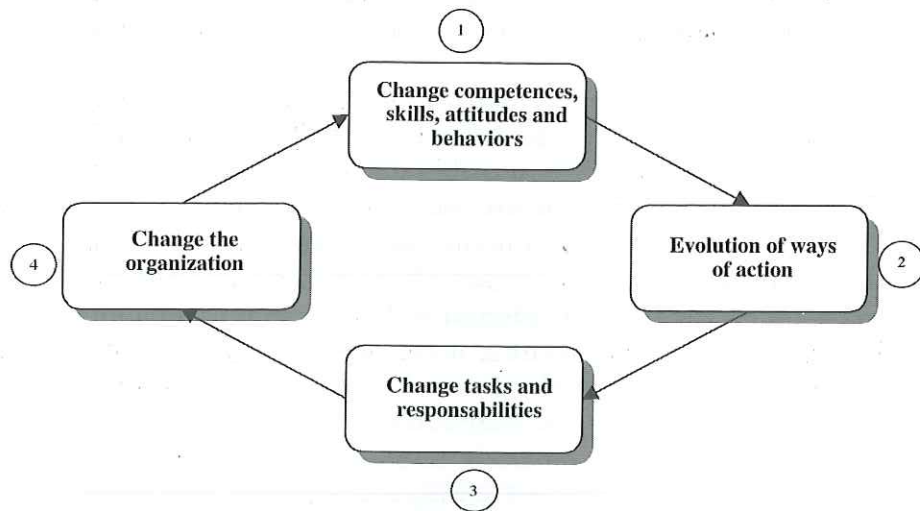 1
Change competences,
skills, attitudes and
behaviors
Change the
organization
4
Evolution of ways
of action
2
Change tasks and
responsabilities
3